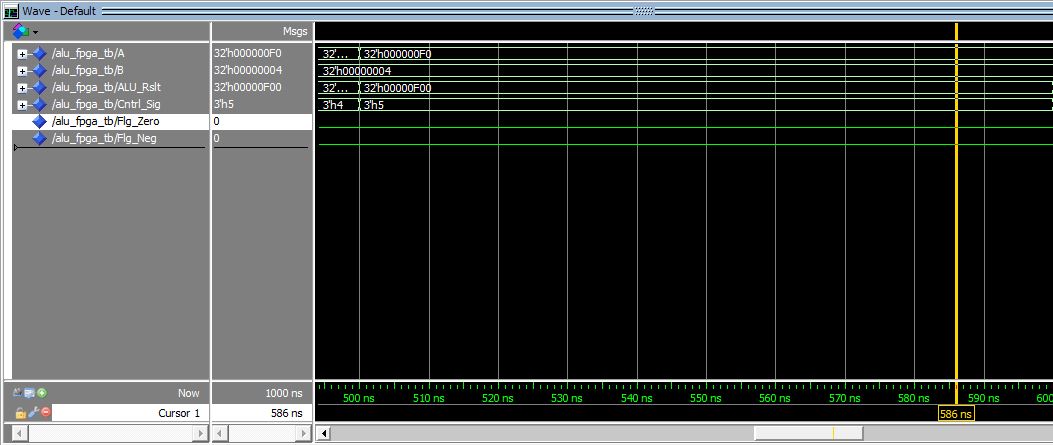 Wave - Default
Msgs
/alu_fpga_tb/A 32'h000000F0 32'... 32'h000000F0
/alu_fpga_tb/B 32'h00000004 32'h00000004
/alu_fpga_tb/ALU_Rslt 32'h00000F00 32'... 32'h00000F00
/alu_fpga_tb/Cntrl_Sig 3'h5 3'h4 3'h5
/alu_fpga_tb/Flg_Zero 0
/alu_fpga_tb/Flg_Neg 0
Now 1000 ns 500 ns 510 ns 520 ns 530 ns 540 ns 550 ns 560 ns 570 ns 580 ns 590 ns 600
Cursor 1 586 ns 586 ns